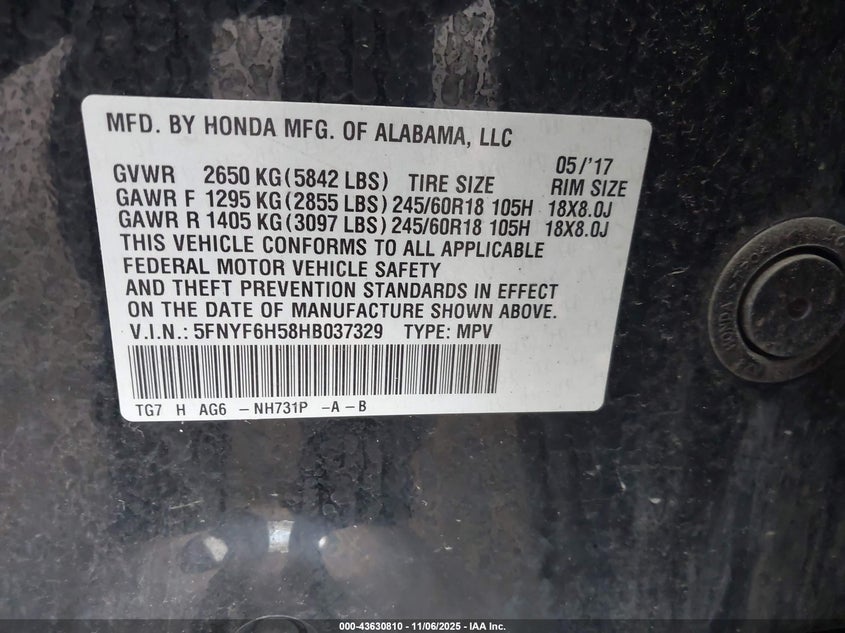 MFD. BY HONDA MFG. OF ALABAMA, LLC
05/'17
GVWR 2650 KG(5842 LBS) TIRE SIZE RIM SIZE
GAWR F 1295 KG(2855 LBS) 245/60R18 105H 18X8.0J
GAWR R 1405 KG(3097 LBS) 245/60R18 105H 18X8.0J
THIS VEHICLE CONFORMS TO ALL APPLICABLE
FEDERAL MOTOR VEHICLE SAFETY
AND THEFT PREVENTION STANDARDS IN EFFECT
ON THE DATE OF MANUFACTURE SHOWN ABOVE.
V.I.N.: 5FNYF6H58HB037329 TYPE: MPV
TG7 H AG6 - NH731P -A-B
000-43630810 - 11/06/2025 - IAA Inc.